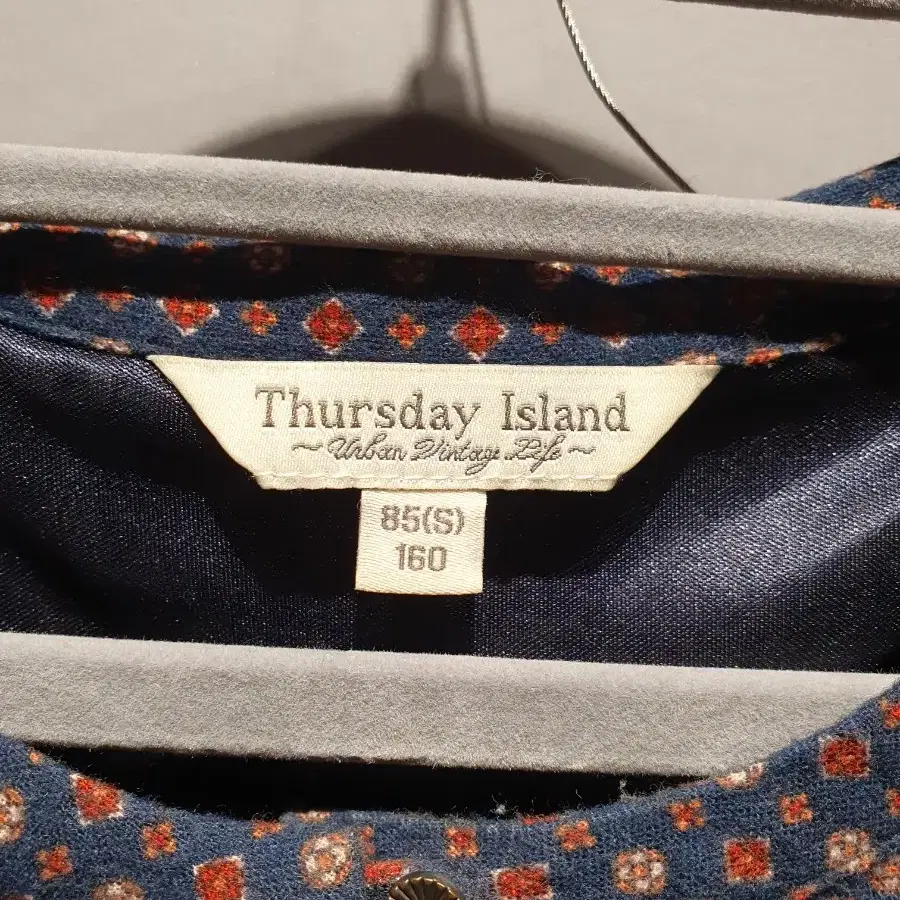 Thursday Island
~ Urban Vintage Life ~
85(S)
160